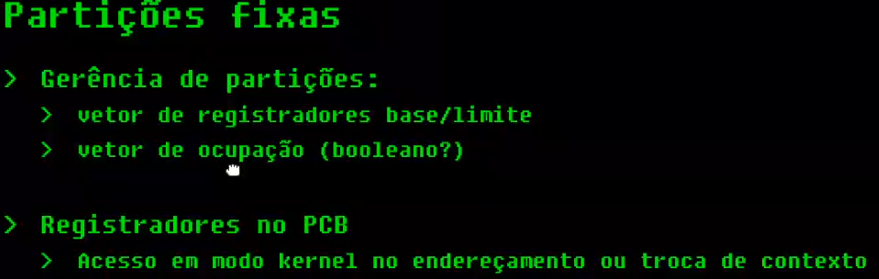 Partições fixas
> Gerência de partições:
> vetor de registradores base/limite
> vetor de ocupação (booleano?)
> Registradores no PCB
> Acesso em modo kernel no endereçamento ou troca de contexto